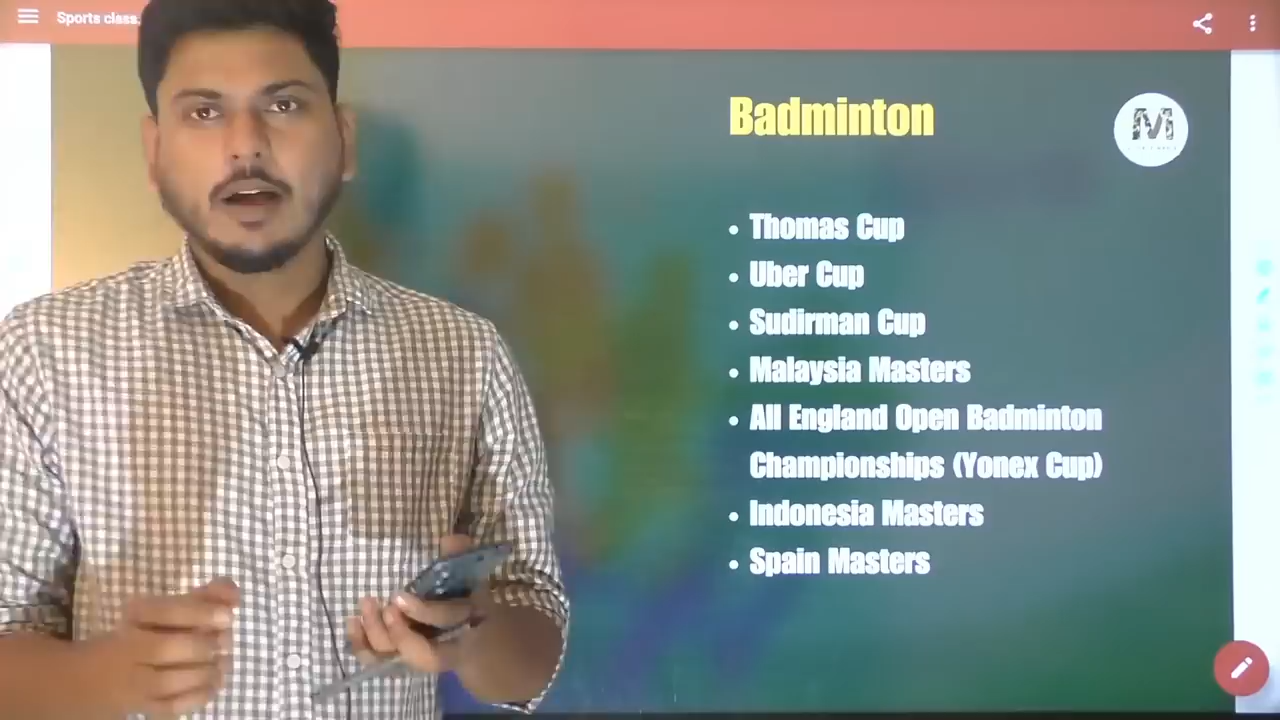 Sports class.
Badminton
M
• Thomas Cup
• Uber Cup
• Sudirman Cup
• Malaysia Masters
• All England Open Badminton
Championships (Yonex Cup)
• Indonesia Masters
• Spain Masters